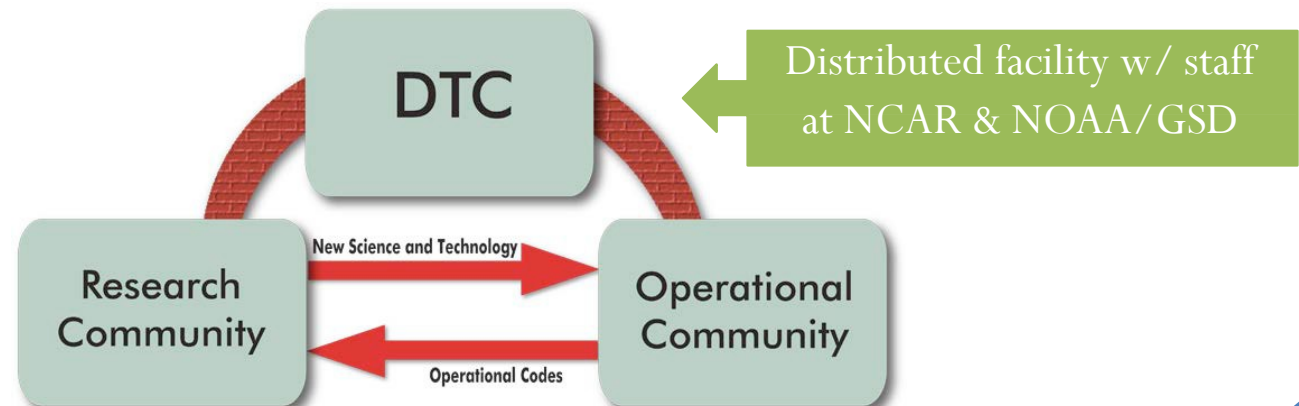 DTC
Distributed facility w/ staff
at NCAR & NOAA/GSD
New Science and Technology
Research
Community
Operational
Community
Operational Codes